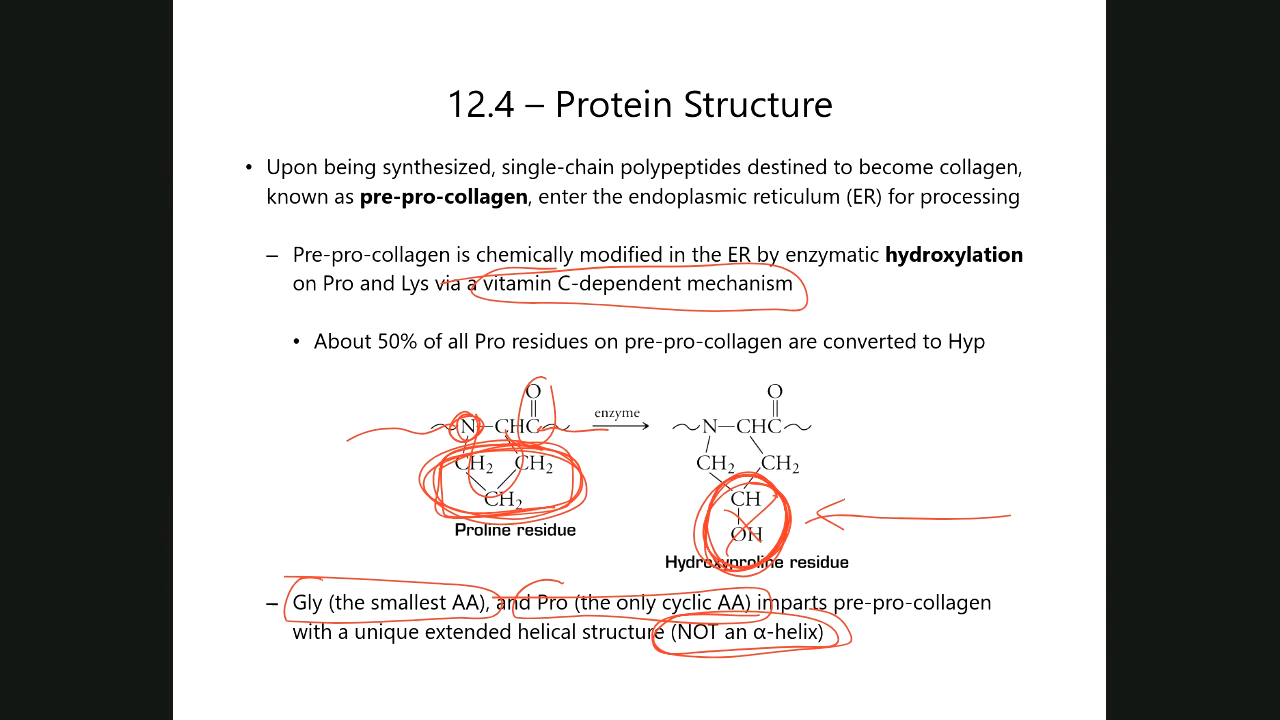 12.4 – Protein Structure
• Upon being synthesized, single-chain polypeptides destined to become collagen,
known as pre-pro-collagen, enter the endoplasmic reticulum (ER) for processing
– Pre-pro-collagen is chemically modified in the ER by enzymatic hydroxylation
on Pro and Lys via a vitamin C-dependent mechanism
• About 50% of all Pro residues on pre-pro-collagen are converted to Hyp
O O
enzyme
N—CHC N—CHC
CH₂ CH₂ CH₂ CH₂
CH₂ CH
Proline residue OH
Hydroxyproline residue
– Gly (the smallest AA), and Pro (the only cyclic AA) imparts pre-pro-collagen
with a unique extended helical structure (NOT an α-helix)